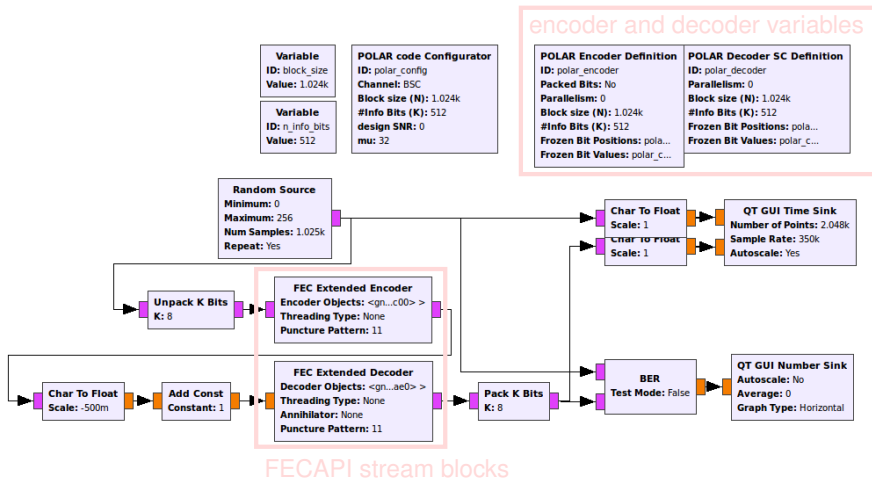 encoder and decoder variables
Variable
ID: block_size
Value: 1.024k
Variable
ID: n_info_bits
Value: 512
POLAR code Configurator
ID: polar_config
Channel: BSC
Block size (N): 1.024k
#Info Bits (K): 512
design SNR: 0
mu: 32
POLAR Encoder Definition
ID: polar_encoder
Packed Bits: No
Parallelism: 0
Block size (N): 1.024k
#Info Bits (K): 512
Frozen Bit Positions: pola...
Frozen Bit Values: polar_c...
POLAR Decoder SC Definition
ID: polar_decoder
Parallelism: 0
Block size (N): 1.024k
#Info Bits (K): 512
Frozen Bit Positions: pola...
Frozen Bit Values: polar_c...
Random Source
Minimum: 0
Maximum: 256
Num Samples: 1.025k
Repeat: Yes
Char To Float
Scale: 1
Char To Float
Scale: 1
QT GUI Time Sink
Number of Points: 2.048k
Sample Rate: 350k
Autoscale: Yes
Unpack K Bits
K: 8
FEC Extended Encoder
Encoder Objects: <gn...c00> >
Threading Type: None
Puncture Pattern: 11
Char To Float
Scale: -500m
Add Const
Constant: 1
FEC Extended Decoder
Decoder Objects: <gn...ae0> >
Threading Type: None
Annihilator: None
Puncture Pattern: 11
Pack K Bits
K: 8
BER
Test Mode: False
QT GUI Number Sink
Autoscale: No
Average: 0
Graph Type: Horizontal
FECAPI stream blocks